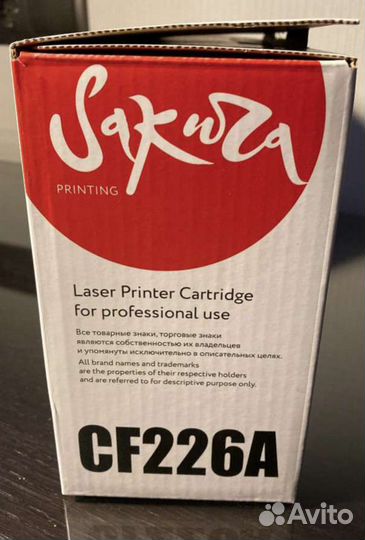 Sakura
PRINTING
Laser Printer Cartridge
for professional use
Все товарные знаки, торговые знаки
являются собственностью их владельцев
и упомянуты исключительно в описательных целях.
All brand names and trademarks
are the properties of their respective holders
and are referred to for descriptive purpose only.
CF226A
Avito